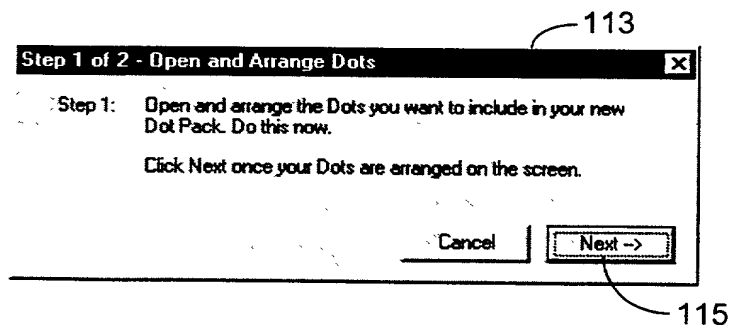 113
Step 1 of 2 - Open and Arrange Dots
Step 1: Open and arrange the Dots you want to include in your new
Dot Pack. Do this now.
Click Next once your Dots are arranged on the screen.
Cancel Next -->
115